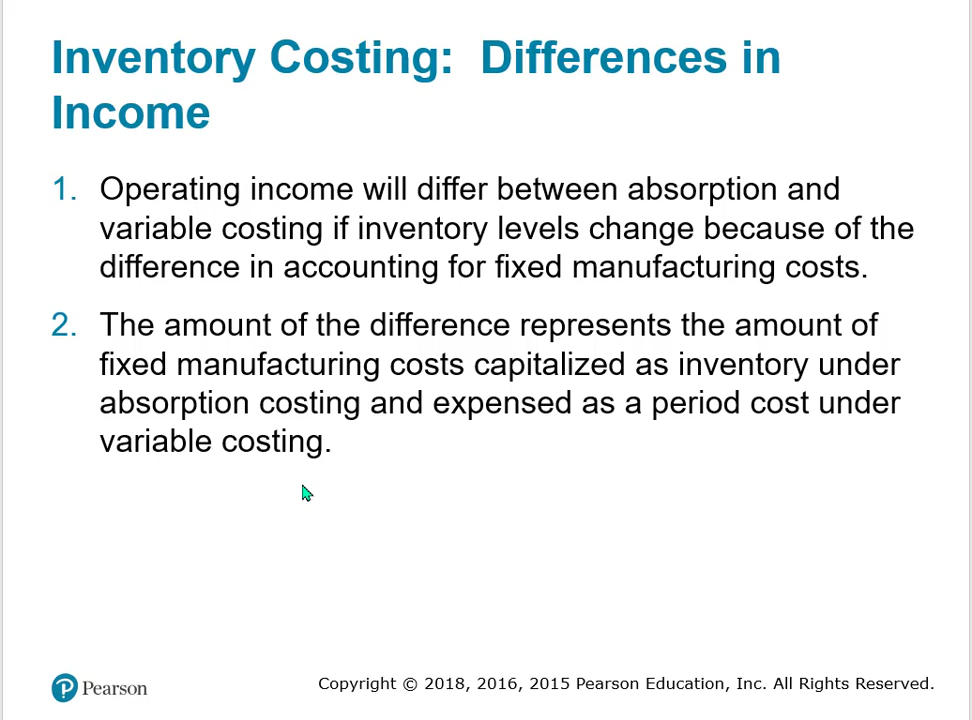 Inventory Costing: Differences in
Income
1. Operating income will differ between absorption and
variable costing if inventory levels change because of the
difference in accounting for fixed manufacturing costs.
2. The amount of the difference represents the amount of
fixed manufacturing costs capitalized as inventory under
absorption costing and expensed as a period cost under
variable costing.
Pearson
Copyright © 2018, 2016, 2015 Pearson Education, Inc. All Rights Reserved.